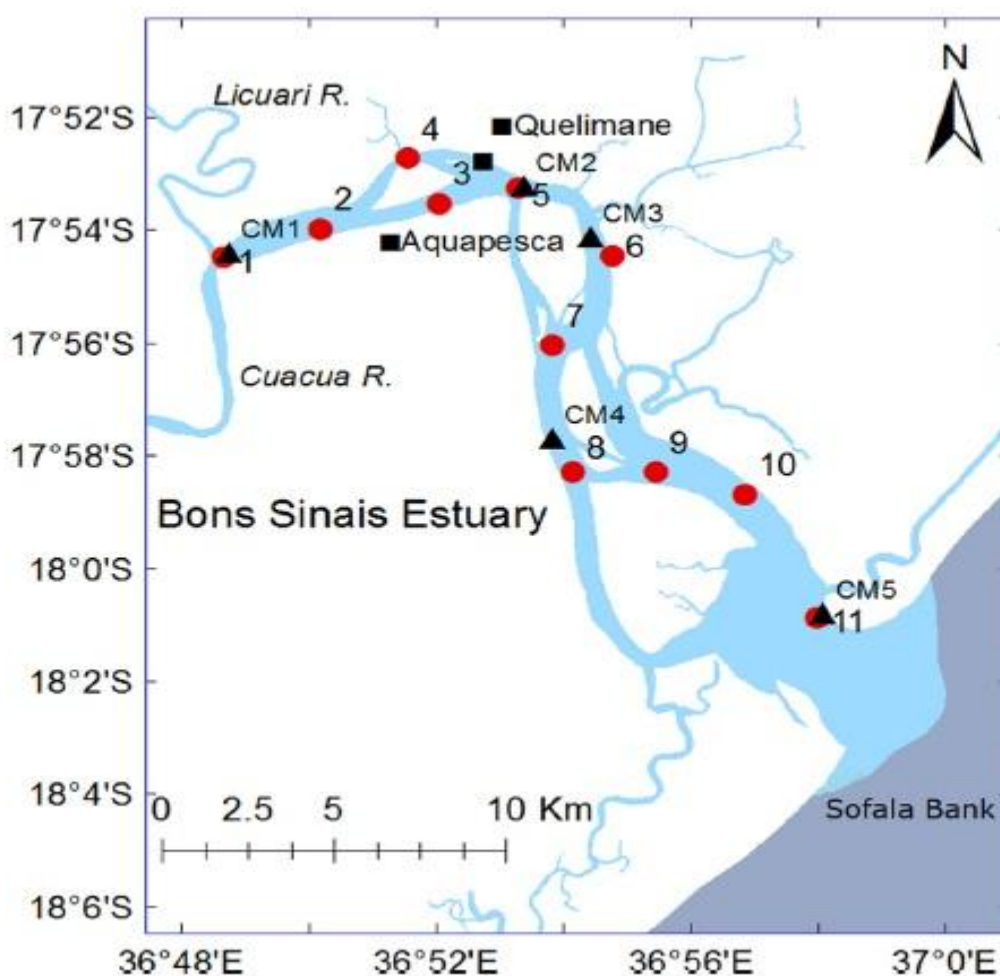 N
Licuari R.
17°52'S
4
Quelimane
3
CM2
2
5
17°54'S
CM1
CM3
1
Aquapesca
6
7
17°56'S
Cuacua R.
CM4
17°58'S
8
9
10
Bons Sinais Estuary
18°0'S
CM5
11
18°2'S
18°4'S
0 2.5 5 10 Km
Sofala Bank
18°6'S
36°48'E 36°52'E 36°56'E 37°0'E